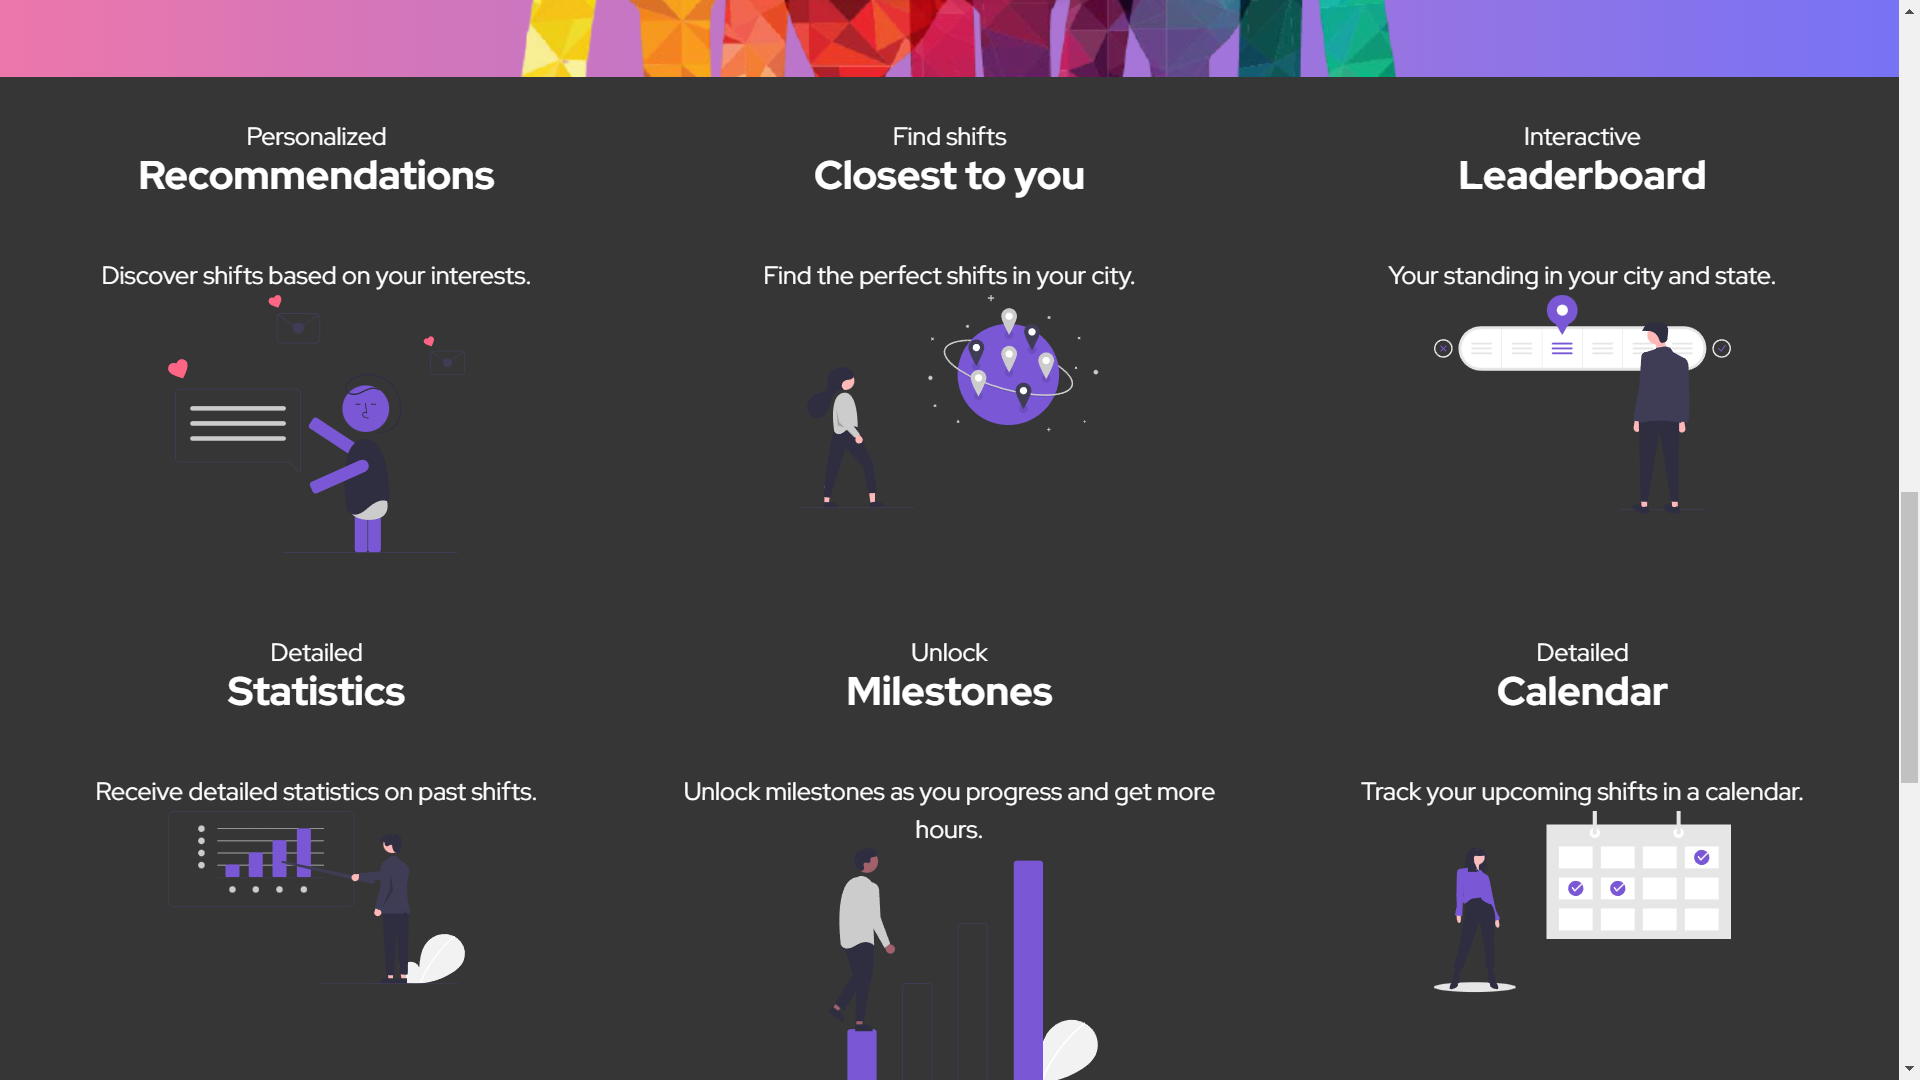 Personalized
Recommendations
Discover shifts based on your interests.
Find shifts
Closest to you
Find the perfect shifts in your city.
Interactive
Leaderboard
Your standing in your city and state.
Detailed
Statistics
Receive detailed statistics on past shifts.
Unlock
Milestones
Unlock milestones as you progress and get more
hours.
Detailed
Calendar
Track your upcoming shifts in a calendar.